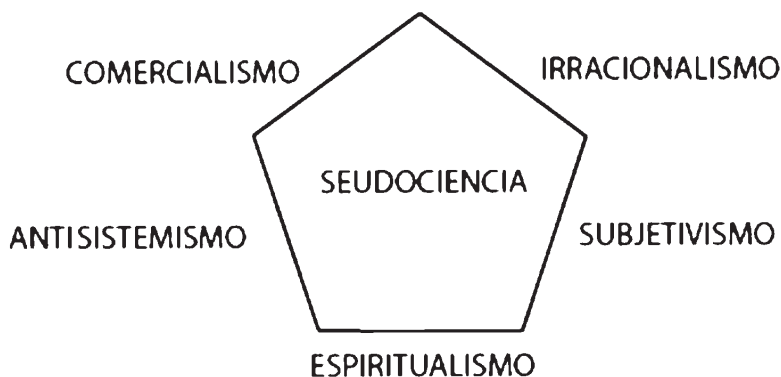 COMERCIALISMO
IRRACIONALISMO
SEUDOCIENCIA
ANTISISTEMISMO
SUBJETIVISMO
ESPIRITUALISMO